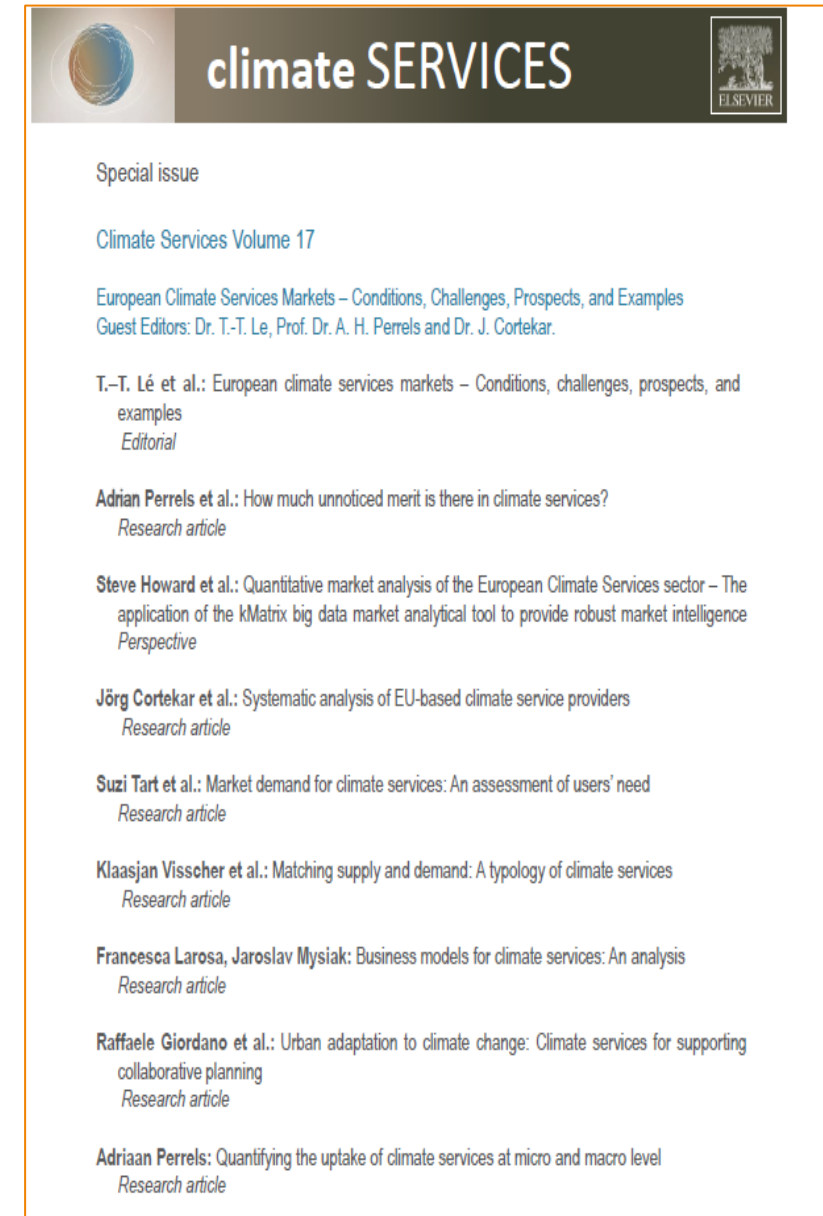 climate SERVICES
ELSEVIER
Special issue
Climate Services Volume 17
European Climate Services Markets – Conditions, Challenges, Prospects, and Examples
Guest Editors: Dr. T.-T. Le, Prof. Dr. A. H. Perrels and Dr. J. Cortekar.
T.–T. Lé et al.: European climate services markets – Conditions, challenges, prospects, and
examples
Editorial
Adrian Perrels et al.: How much unnoticed merit is there in climate services?
Research article
Steve Howard et al.: Quantitative market analysis of the European Climate Services sector – The
application of the kMatrix big data market analytical tool to provide robust market intelligence
Perspective
Jörg Cortekar et al.: Systematic analysis of EU-based climate service providers
Research article
Suzi Tart et al.: Market demand for climate services: An assessment of users' need
Research article
Klaasjan Visscher et al.: Matching supply and demand: A typology of climate services
Research article
Francesca Larosa, Jaroslav Mysiak: Business models for climate services: An analysis
Research article
Raffaele Giordano et al.: Urban adaptation to climate change: Climate services for supporting
collaborative planning
Research article
Adriaan Perrels: Quantifying the uptake of climate services at micro and macro level
Research article